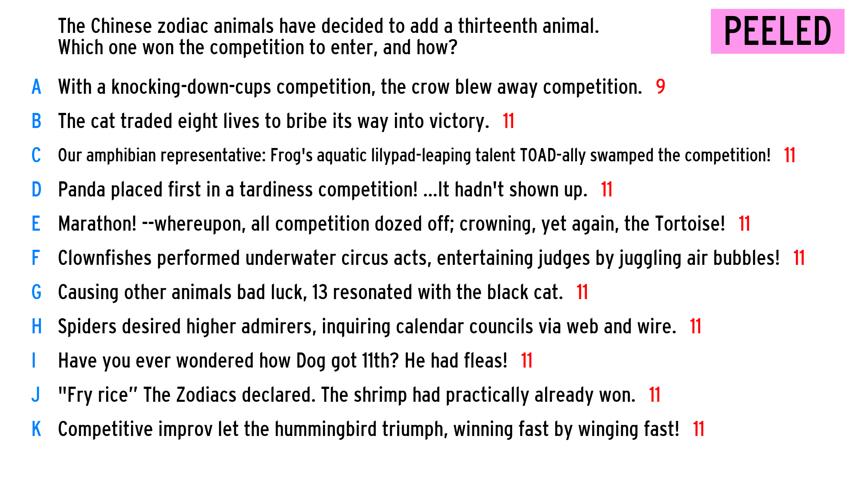 The Chinese zodiac animals have decided to add a thirteenth animal.
Which one won the competition to enter, and how?
PEELED
A With a knocking-down-cups competition, the crow blew away competition. 9
B The cat traded eight lives to bribe its way into victory. 11
C Our amphibian representative: Frog's aquatic lilypad-leaping talent TOAD-ally swamped the competition! 11
D Panda placed first in a tardiness competition! ...It hadn't shown up. 11
E Marathon! --whereupon, all competition dozed off; crowning, yet again, the Tortoise! 11
F Clownfishes performed underwater circus acts, entertaining judges by juggling air bubbles! 11
G Causing other animals bad luck, 13 resonated with the black cat. 11
H Spiders desired higher admirers, inquiring calendar councils via web and wire. 11
I Have you ever wondered how Dog got 11th? He had fleas! 11
J "Fry rice” The Zodiacs declared. The shrimp had practically already won. 11
K Competitive improv let the hummingbird triumph, winning fast by winging fast! 11